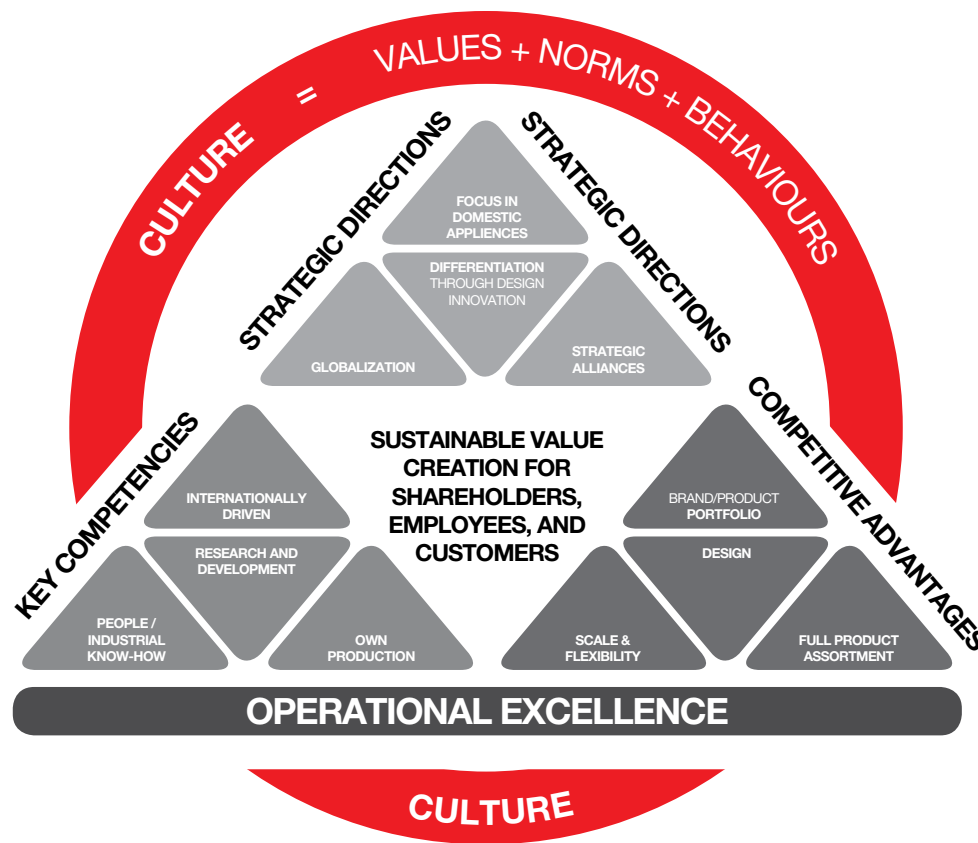 CULTURE = VALUES + NORMS + BEHAVIOURS
STRATEGIC DIRECTIONS
STRATEGIC DIRECTIONS
FOCUS IN
DOMESTIC
APPLIENCES
DIFFERENTIATION
THROUGH DESIGN
INNOVATION
GLOBALIZATION
STRATEGIC
ALLIANCES
KEY COMPETENCIES
INTERNATIONALLY
DRIVEN
RESEARCH AND
DEVELOPMENT
PEOPLE /
INDUSTRIAL
KNOW-HOW
OWN
PRODUCTION
SUSTAINABLE VALUE
CREATION FOR
SHAREHOLDERS,
EMPLOYEES, AND
CUSTOMERS
COMPETITIVE ADVANTAGES
BRAND/PRODUCT
PORTFOLIO
DESIGN
SCALE &
FLEXIBILITY
FULL PRODUCT
ASSORTMENT
OPERATIONAL EXCELLENCE
CULTURE